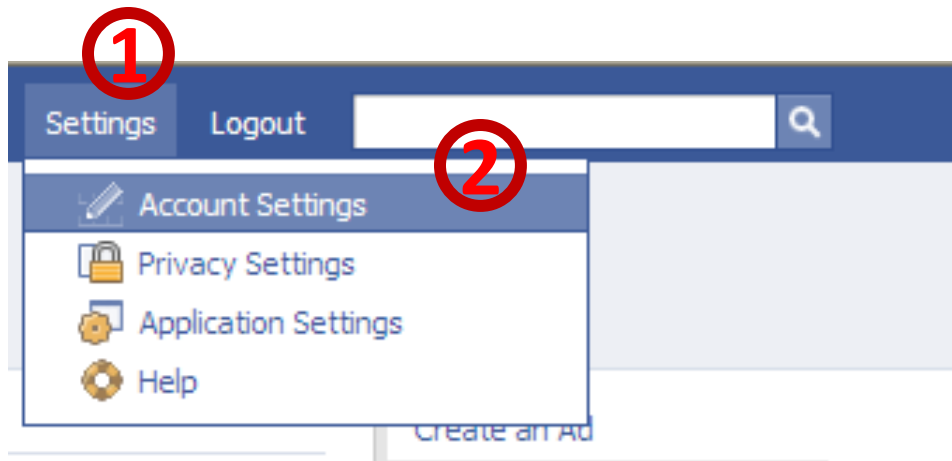 1
Settings Logout
2
Account Settings
Privacy Settings
Application Settings
Help
Create an Ad